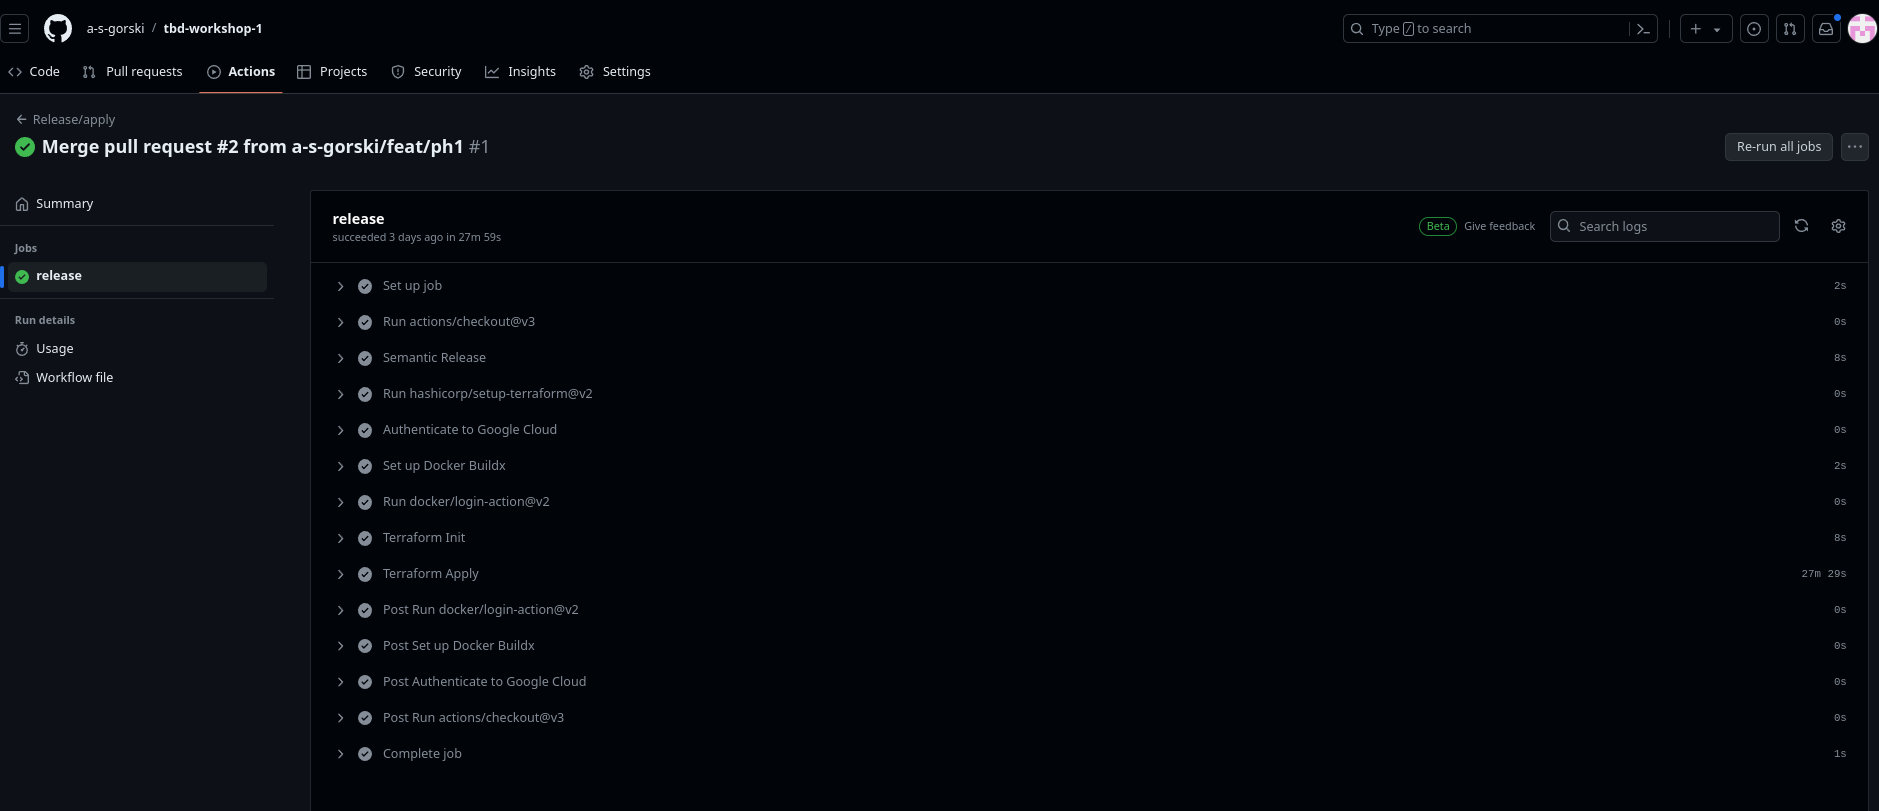 a-s-gorski / tbd-workshop-1
Type / to search
Code Pull requests Actions Projects Security Insights Settings
Release/apply
Merge pull request #2 from a-s-gorski/feat/ph1 #1
Re-run all jobs
Summary
Jobs
release
Run details
Usage
Workflow file
release
succeeded 3 days ago in 27m 59s
Beta Give feedback
Search logs
Set up job 2s
Run actions/checkout@v3 0s
Semantic Release 8s
Run hashicorp/setup-terraform@v2 0s
Authenticate to Google Cloud 0s
Set up Docker Buildx 2s
Run docker/login-action@v2 0s
Terraform Init 8s
Terraform Apply 27m 29s
Post Run docker/login-action@v2 0s
Post Set up Docker Buildx 0s
Post Authenticate to Google Cloud 0s
Post Run actions/checkout@v3 0s
Complete job 1s